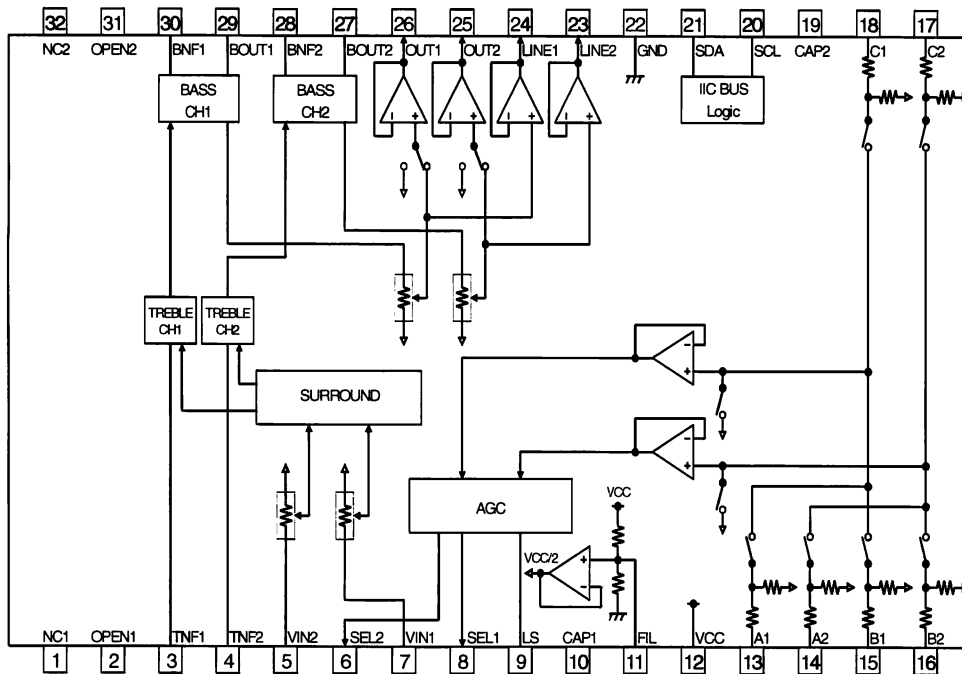 32 31 30 29 28 27 26 25 24 23 22 21 20 19 18 17
NC2 OPEN2 BNF1 BOUT1 BNF2 BOUT2 OUT1 OUT2 LINE1 LINE2 GND SDA SCL CAP2 C1 C2
BASS
CH1
BASS
CH2
IIC BUS
Logic
- + - + - + - +
TREBLE
CH1
TREBLE
CH2
-
+
SURROUND
-
+
AGC
VCC
VCC/2
+
-
NC1 OPEN1 TNF1 TNF2 VIN2 SEL2 VIN1 SEL1 LS CAP1 FIL VCC A1 A2 B1 B2
1 2 3 4 5 6 7 8 9 10 11 12 13 14 15 16